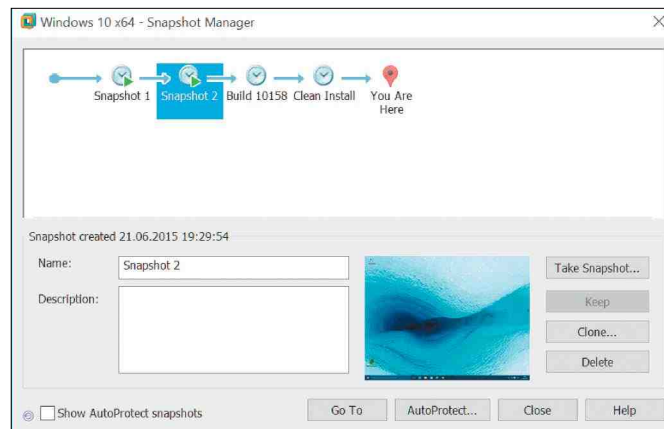 Windows 10 x64 - Snapshot Manager
Snapshot 1
Snapshot 2
Build 10158
Clean Install
You Are
Here
Snapshot created 21.06.2015 19:29:54
Name:
Snapshot 2
Description:
Take Snapshot...
Keep
Clone...
Delete
Show AutoProtect snapshots
Go To
AutoProtect...
Close
Help